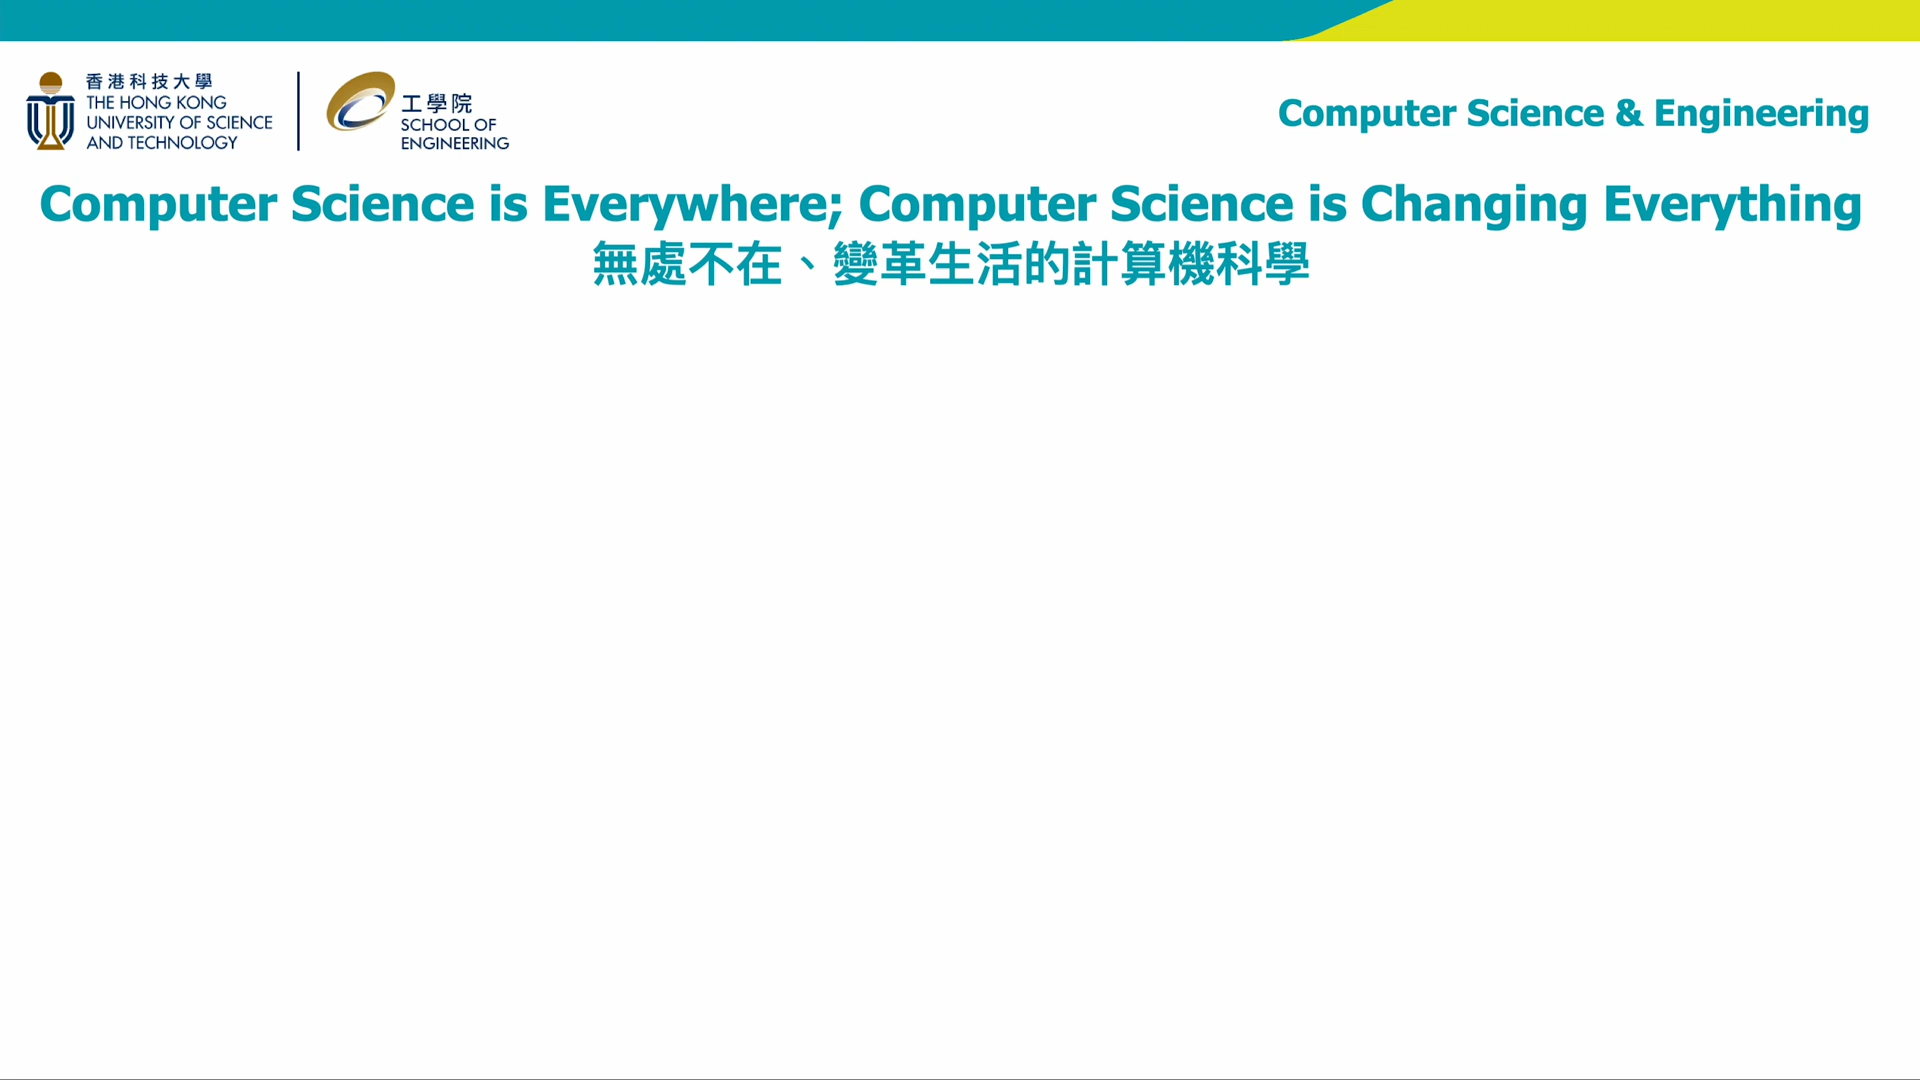 香港科技大學
THE HONG KONG
UNIVERSITY OF SCIENCE
AND TECHNOLOGY
工學院
SCHOOL OF
ENGINEERING
Computer Science & Engineering
Computer Science is Everywhere; Computer Science is Changing Everything
無處不在、變革生活的計算機科學